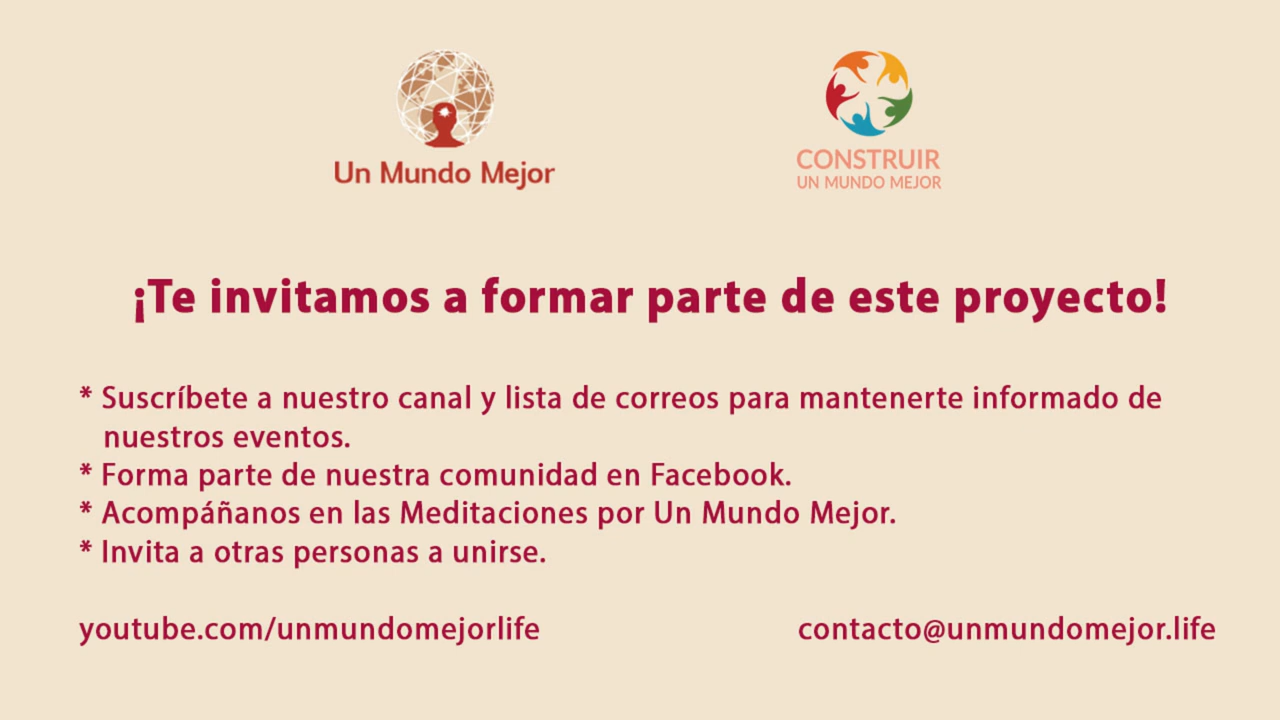 Un Mundo Mejor
CONSTRUIR
UN MUNDO MEJOR
¡Te invitamos a formar parte de este proyecto!
* Suscríbete a nuestro canal y lista de correos para mantenerte informado de
nuestros eventos.
* Forma parte de nuestra comunidad en Facebook.
* Acompáñanos en las Meditaciones por Un Mundo Mejor.
* Invita a otras personas a unirse.
youtube.com/unmundomejorlife
contacto@unmundomejor.life